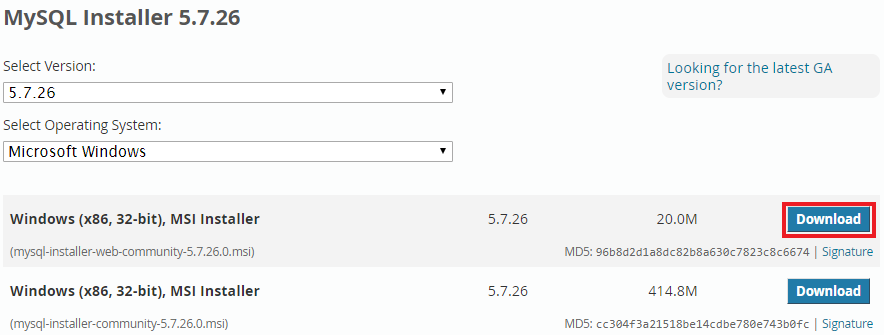 MySQL Installer 5.7.26
Select Version:
Looking for the latest GA
version?
5.7.26
Select Operating System:
Microsoft Windows
Windows (x86, 32-bit), MSI Installer 5.7.26 20.0M Download
(mysql-installer-web-community-5.7.26.0.msi) MD5: 96b8d2d1a8dc82b8a630c7823c8c6674 | Signature
Windows (x86, 32-bit), MSI Installer 5.7.26 414.8M Download
(mysql-installer-community-5.7.26.0.msi) MD5: cc304f3a21518be14cdbe780e743b0fc | Signature